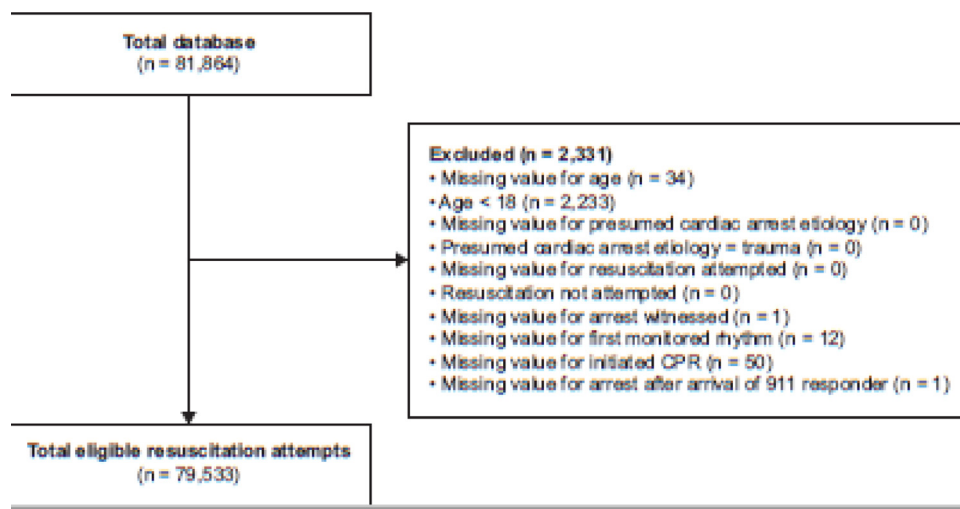 Total database
(n = 81,864)
Excluded (n = 2,331)
• Missing value for age (n = 34)
• Age < 18 (n = 2,233)
• Missing value for presumed cardiac arrest etiology (n = 0)
• Presumed cardiac arrest etiology = trauma (n = 0)
• Missing value for resuscitation attempted (n = 0)
• Resuscitation not attempted (n = 0)
• Missing value for arrest witnessed (n = 1)
• Missing value for first monitored rhythm (n = 12)
• Missing value for initiated CPR (n = 50)
• Missing value for arrest after arrival of 911 responder (n = 1)
Total eligible resuscitation attempts
(n = 79,533)